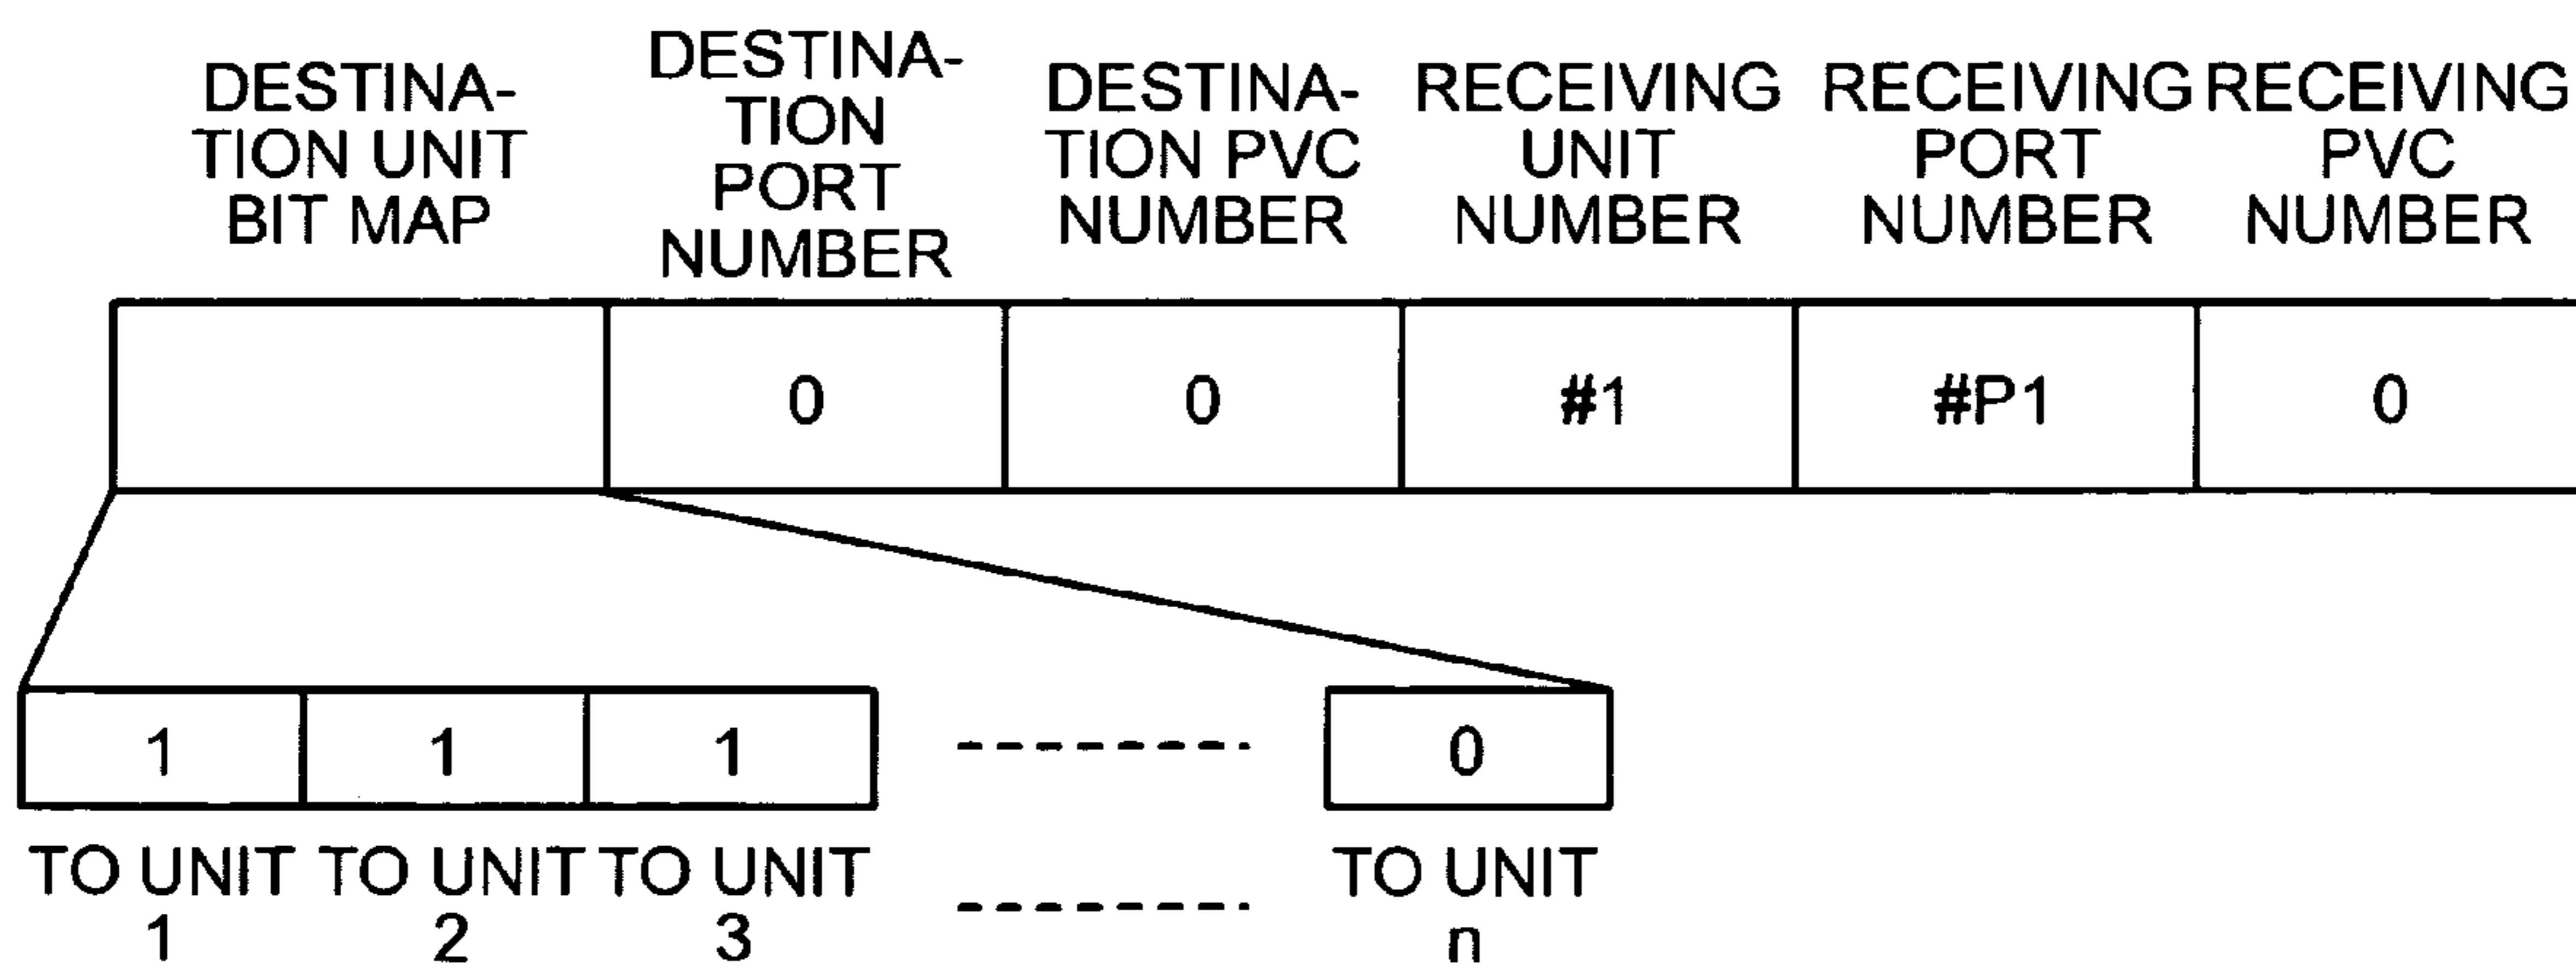 DESTINA-
TION UNIT
BIT MAP
DESTINA-
TION
PORT
NUMBER
DESTINA-
TION PVC
NUMBER
RECEIVING
UNIT
NUMBER
RECEIVING
PORT
NUMBER
RECEIVING
PVC
NUMBER
0
0
#1
#P1
0
1
1
1
0
TO UNIT
1
TO UNIT
2
TO UNIT
3
TO UNIT
n